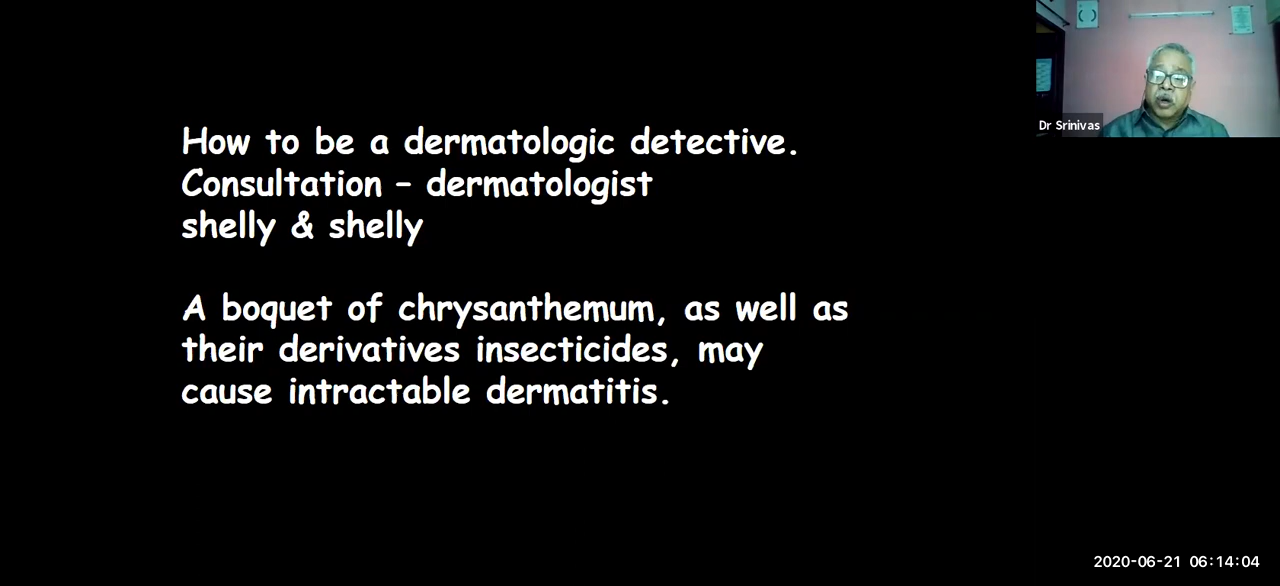 How to be a dermatologic detective.
Consultation – dermatologist
shelly & shelly
A boquet of chrysanthemum, as well as
their derivatives insecticides, may
cause intractable dermatitis.
Dr Srinivas
2020-06-21 06:14:04